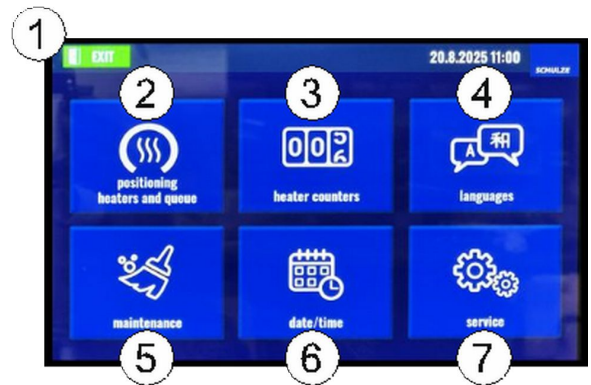 1
EXIT
20.8.2025 11:00
SCHULZE
2
3
4
positioning
heaters and queue
003
heater counters
A 和
languages
maintenance
date/time
service
5
6
7